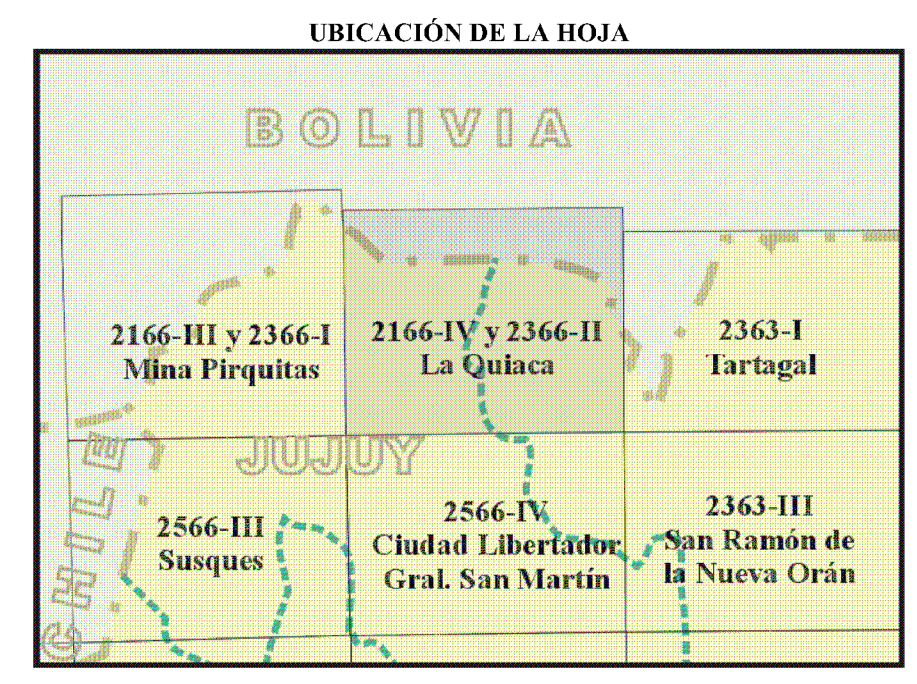 UBICACIÓN DE LA HOJA
BOLIVIA
2166-III y 2366-I
Mina Pirquitas
2166-IV y 2366-II
La Quiaca
2363-I
Tartagal
CHILE
JUJUY
2566-III
Susques
2566-IV
Ciudad Libertador
Gral. San Martín
2363-III
San Ramón de
la Nueva Orán